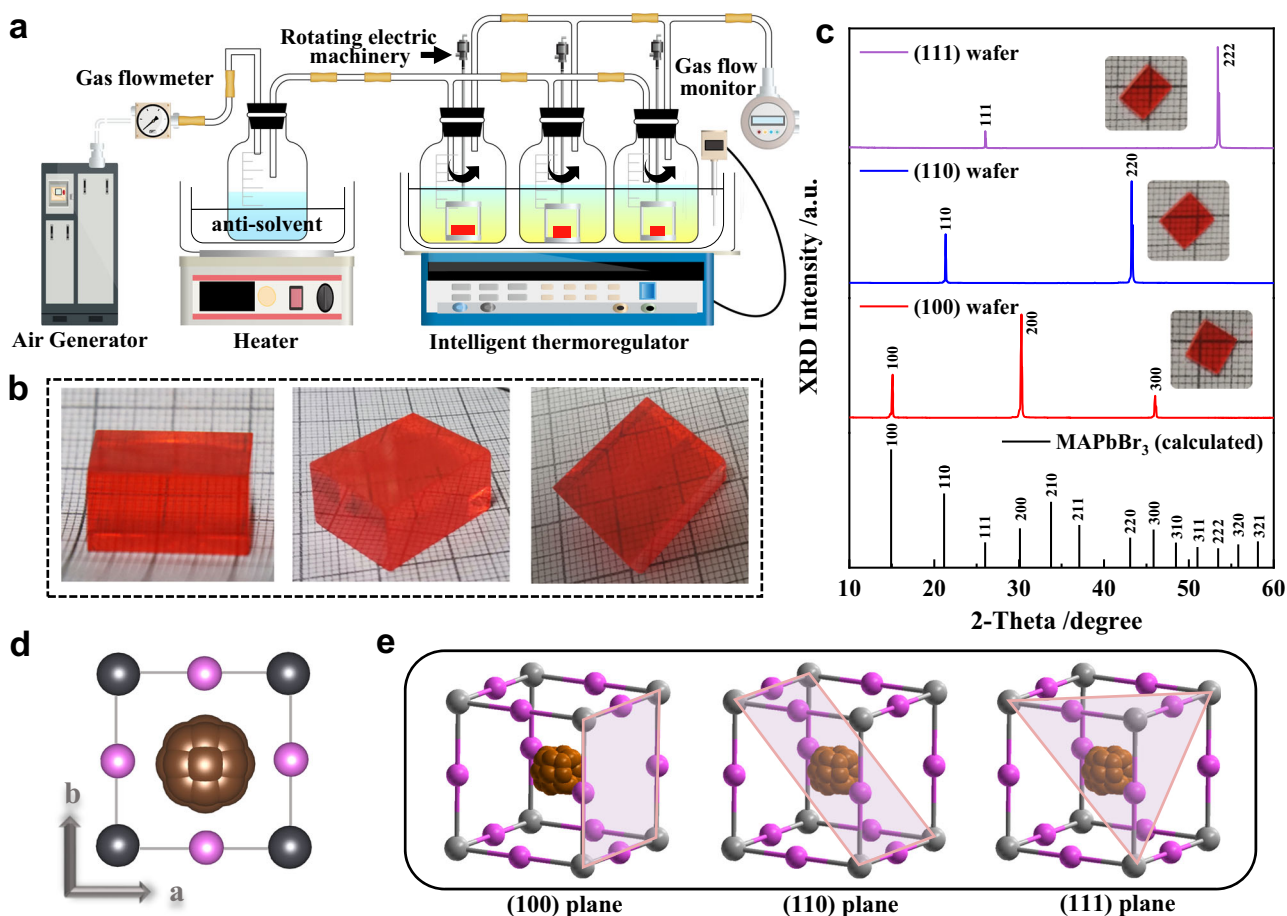 a
Rotating electric
machinery
Gas flowmeter
Gas flow
monitor
anti-solvent
Air Generator
Heater
Intelligent thermoregulator
b
c
XRD Intensity /a.u.
(111) wafer
111
222
(110) wafer
110
220
(100) wafer
100
200
300
MAPbBr3 (calculated)
100
110
111
200
210
211
220
300
310
311
222
320
321
10
20
30
40
50
60
2-Theta /degree
d
b
a
e
(100) plane
(110) plane
(111) plane